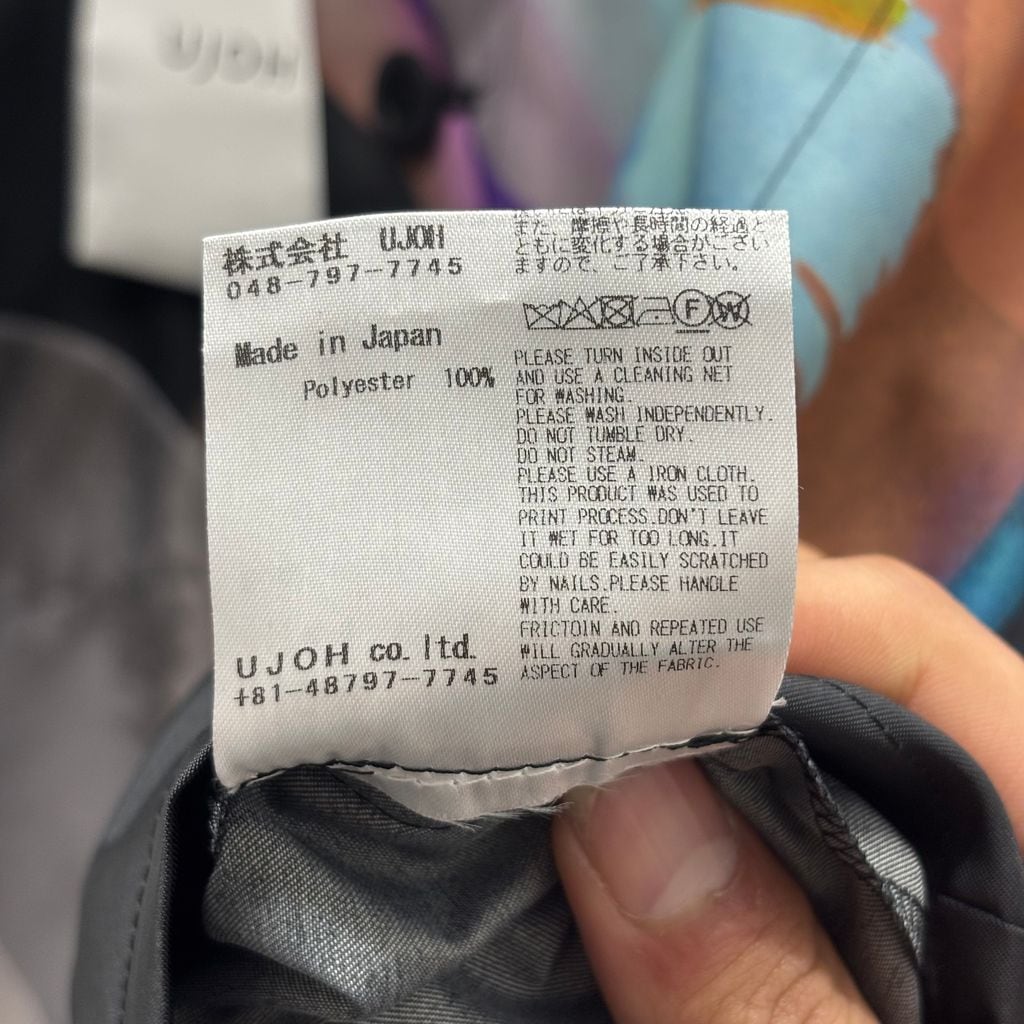 UJOH
株式会社 UJOH
048-797-7745
Made in Japan
Polyester 100%
UJOH co. ltd.
+81-48797-7745
また、摩擦や長時間の経過と
ともに変化する場合がござい
ますので、ご了承下さい。
F W
PLEASE TURN INSIDE OUT
AND USE A CLEANING NET
FOR WASHING.
PLEASE WASH INDEPENDENTLY.
DO NOT TUMBLE DRY.
DO NOT STEAM.
PLEASE USE A IRON CLOTH.
THIS PRODUCT WAS USED TO
PRINT PROCESS.DON'T LEAVE
IT WET FOR TOO LONG.IT
COULD BE EASILY SCRATCHED
BY NAILS.PLEASE HANDLE
WITH CARE.
FRICTOIN AND REPEATED USE
WILL GRADUALLY ALTER THE
ASPECT OF THE FABRIC.